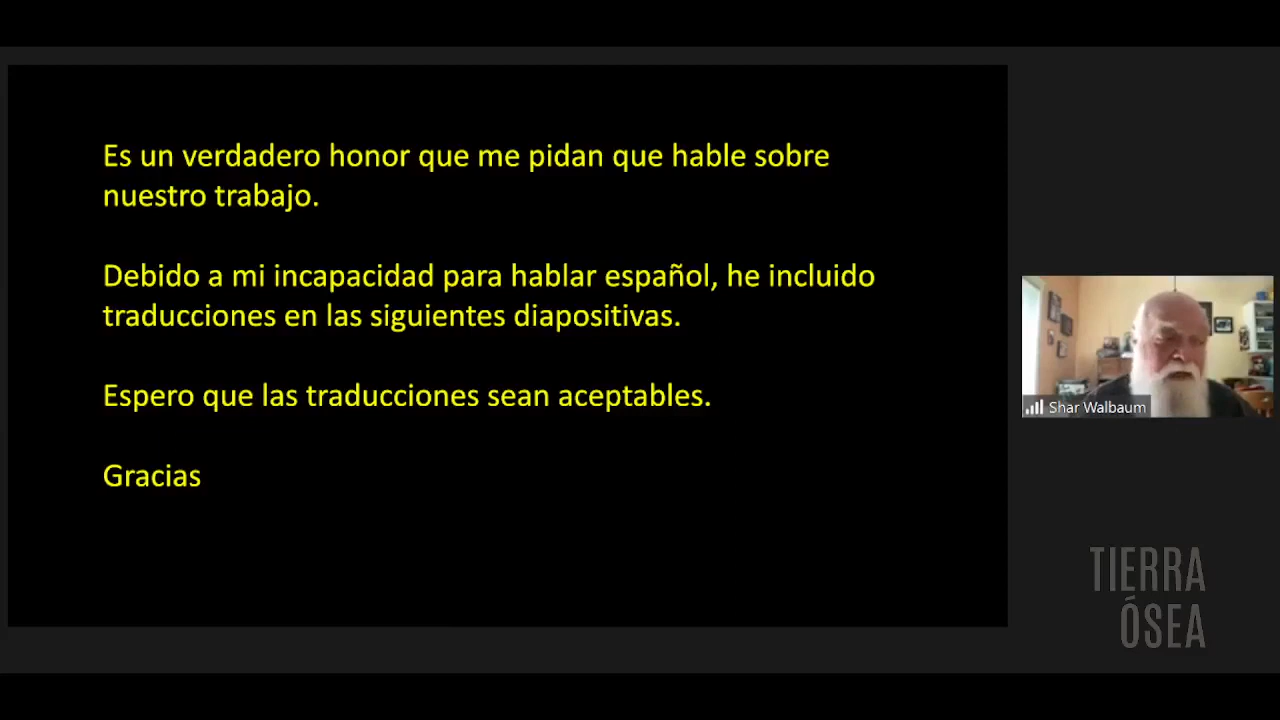 Es un verdadero honor que me pidan que hable sobre
nuestro trabajo.
Debido a mi incapacidad para hablar español, he incluido
traducciones en las siguientes diapositivas.
Espero que las traducciones sean aceptables.
Gracias
Shar Walbaum
TIERRA
ÓSEA